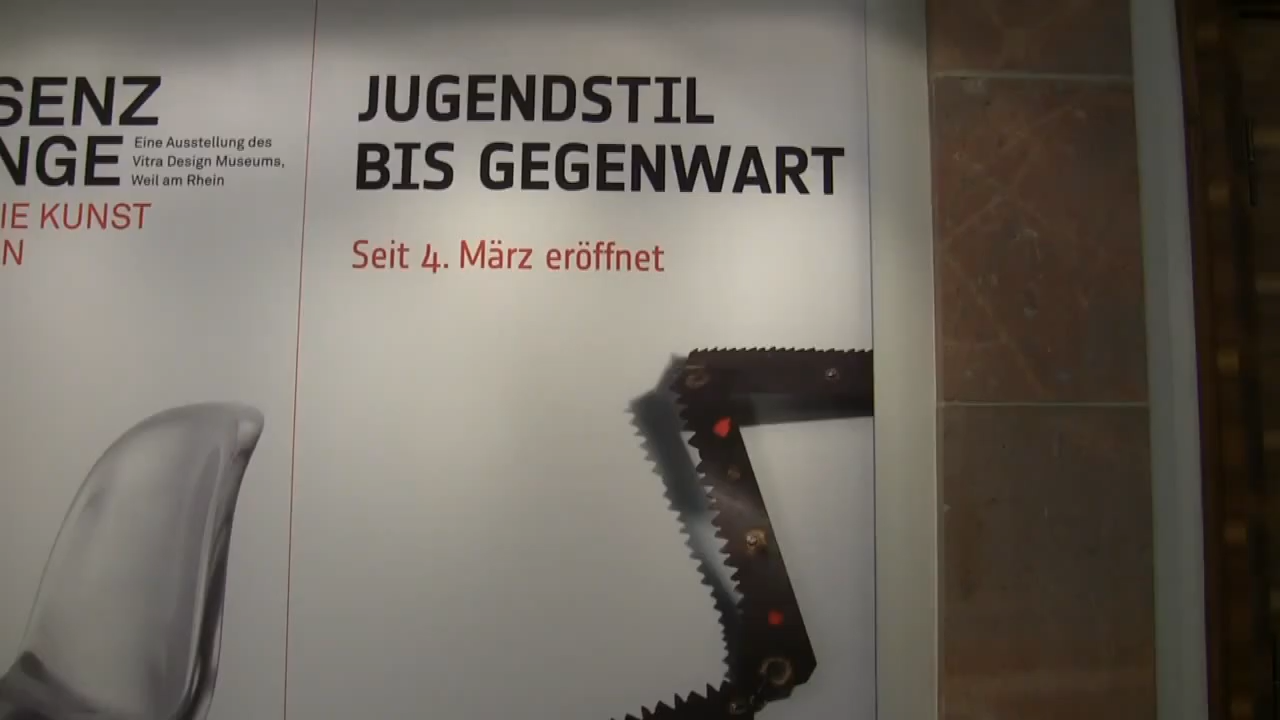 SENZ
NGE
Eine Ausstellung des
Vitra Design Museums,
Weil am Rhein
IE KUNST
N
JUGENDSTIL
BIS GEGENWART
Seit 4. März eröffnet